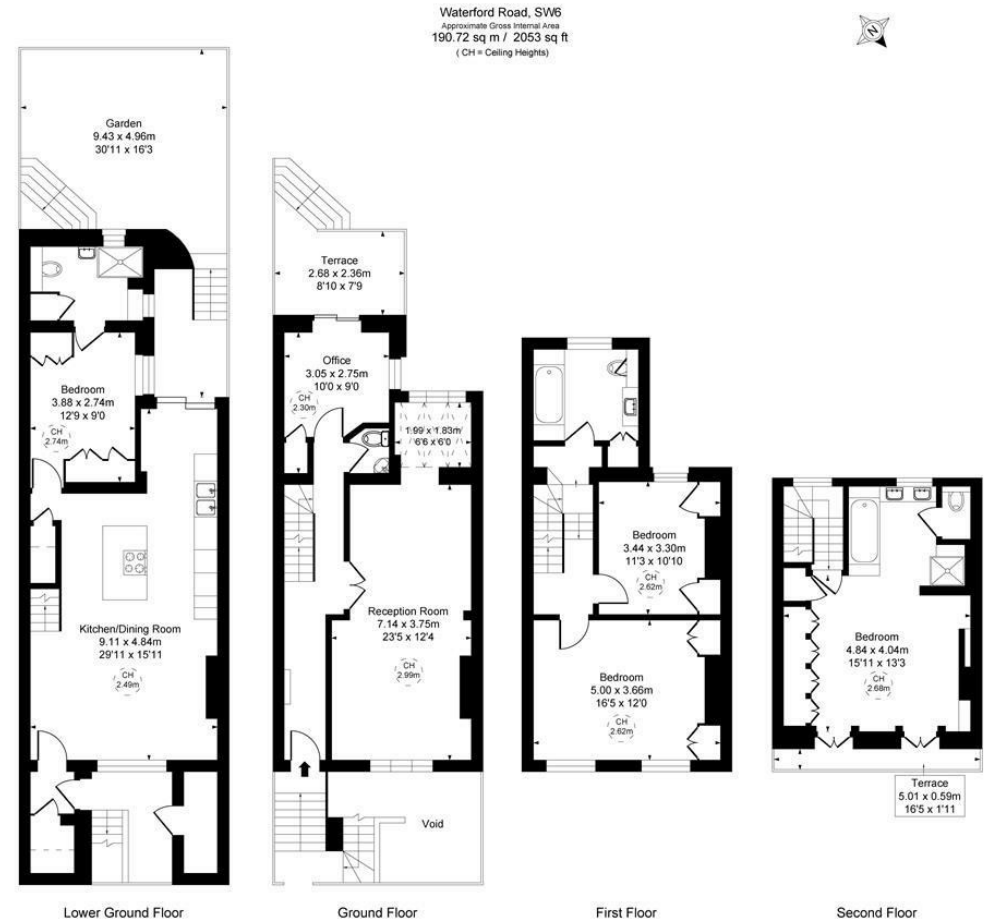 Waterford Road, SW6
Approximate Gross Internal Area
190.72 sq m / 2053 sq ft
( CH = Ceiling Heights)
N
Garden
9.43 x 4.96m
30'11 x 16'3
Bedroom
3.88 x 2.74m
12'9 x 9'0
CH
2.74m
Kitchen/Dining Room
9.11 x 4.84m
29'11 x 15'11
CH
2.49m
Lower Ground Floor
Terrace
2.68 x 2.36m
8'10 x 7'9
Office
3.05 x 2.75m
10'0 x 9'0
CH
2.30m
1.99 x 1.83m
6'6 x 6'0
Reception Room
7.14 x 3.75m
23'5 x 12'4
CH
2.99m
Void
Ground Floor
Bedroom
3.44 x 3.30m
11'3 x 10'10
CH
2.62m
Bedroom
5.00 x 3.66m
16'5 x 12'0
CH
2.62m
First Floor
Bedroom
4.84 x 4.04m
15'11 x 13'3
CH
2.68m
Terrace
5.01 x 0.59m
16'5 x 1'11
Second Floor